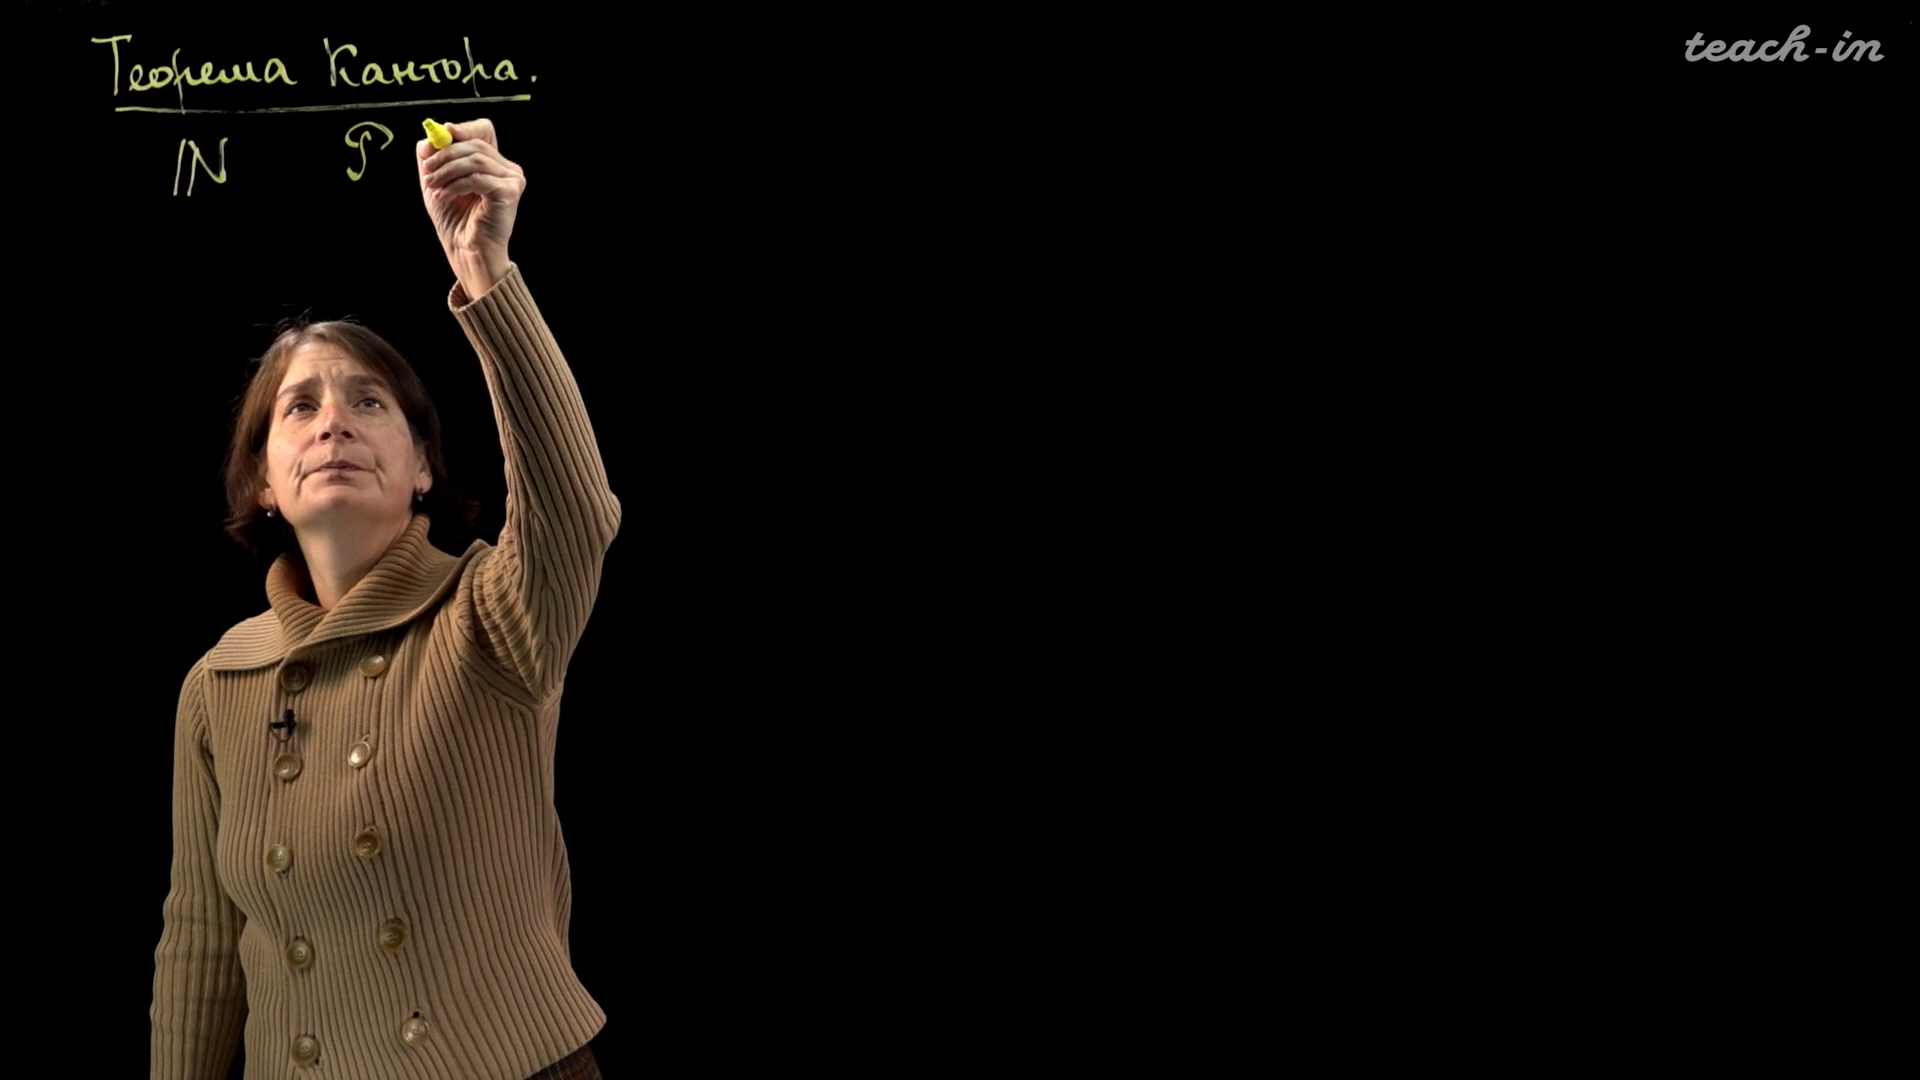 teach-in
Теорема Кантора.
ℕ 𝒫